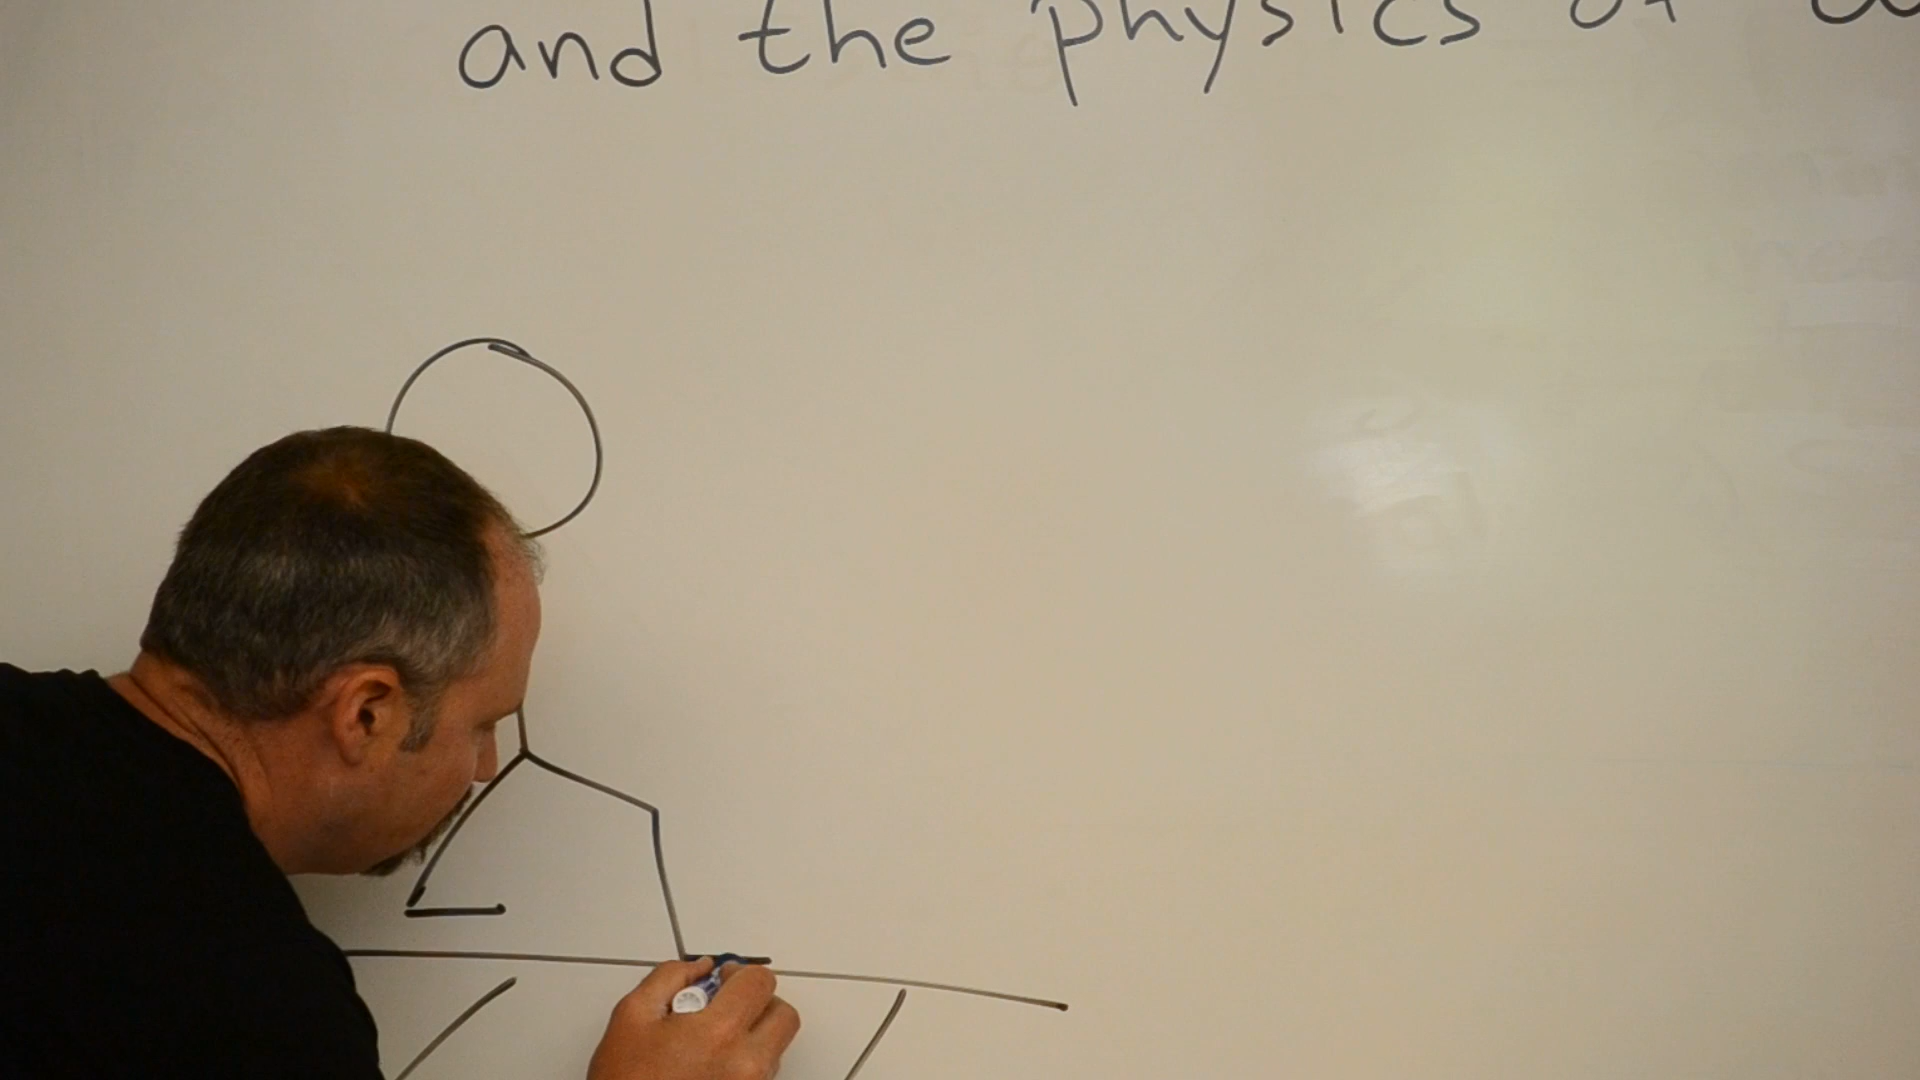 and the physics of